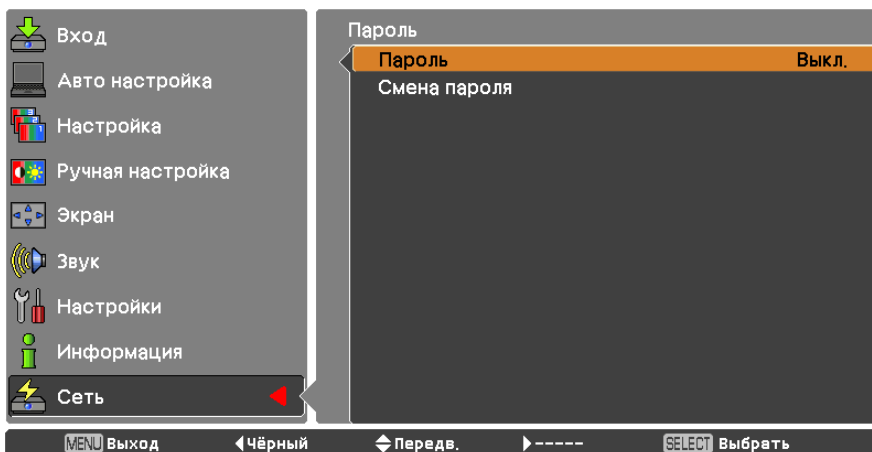 Вход
Авто настройка
Настройка
Ручная настройка
Экран
Звук
Настройки
Информация
Сеть
Пароль
Пароль Выкл.
Смена пароля
MENU Выход Чёрный Передв. ----- SELECT Выбрать